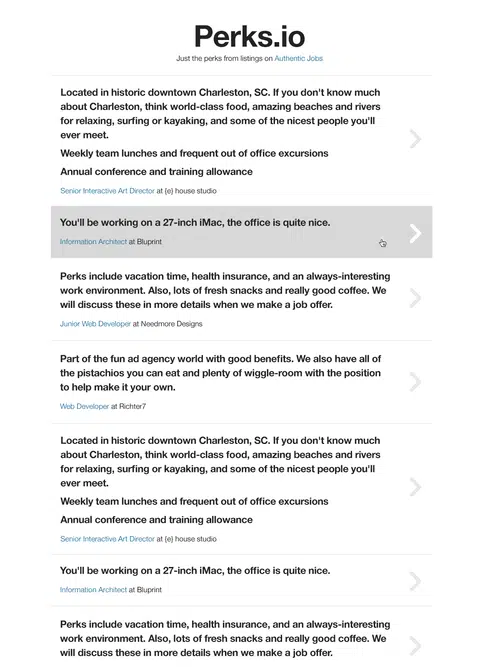 Perks.io
Just the perks from listings on Authentic Jobs
Located in historic downtown Charleston, SC. If you don't know much
about Charleston, think world-class food, amazing beaches and rivers
for relaxing, surfing or kayaking, and some of the nicest people you'll
ever meet.
Weekly team lunches and frequent out of office excursions
Annual conference and training allowance
Senior Interactive Art Director at {e} house studio
You'll be working on a 27-inch iMac, the office is quite nice.
Information Architect at Bluprint
Perks include vacation time, health insurance, and an always-interesting
work environment. Also, lots of fresh snacks and really good coffee. We
will discuss these in more details when we make a job offer.
Junior Web Developer at Needmore Designs
Part of the fun ad agency world with good benefits. We also have all of
the pistachios you can eat and plenty of wiggle-room with the position
to help make it your own.
Web Developer at Richter7
Located in historic downtown Charleston, SC. If you don't know much
about Charleston, think world-class food, amazing beaches and rivers
for relaxing, surfing or kayaking, and some of the nicest people you'll
ever meet.
Weekly team lunches and frequent out of office excursions
Annual conference and training allowance
Senior Interactive Art Director at {e} house studio
You'll be working on a 27-inch iMac, the office is quite nice.
Information Architect at Bluprint
Perks include vacation time, health insurance, and an always-interesting
work environment. Also, lots of fresh snacks and really good coffee. We
will discuss these in more details when we make a job offer.